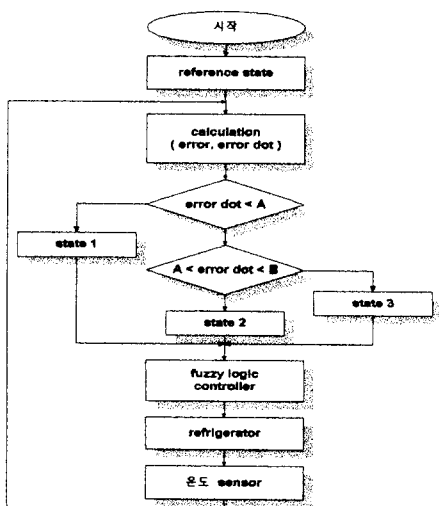 시작
reference state
calculation
( error, error dot )
error dot < A
state 1
A < error dot < B
state 3
state 2
fuzzy logic
controller
refrigerator
온도 sensor